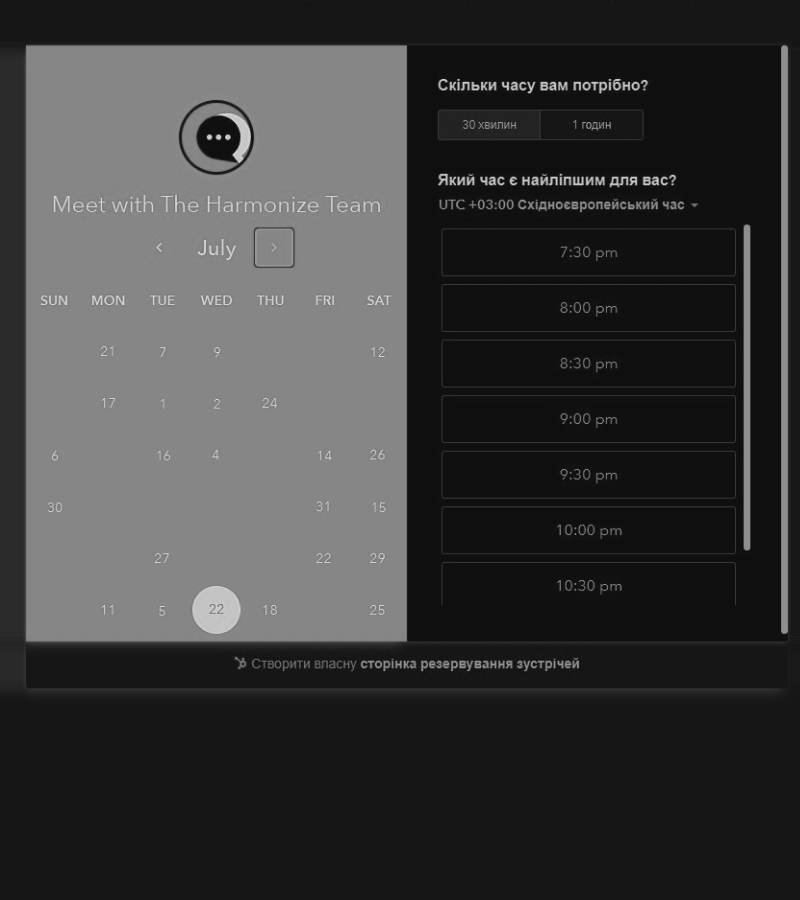 Meet with The Harmonize Team
July
SUN MON TUE WED THU FRI SAT
21 7 9 12
17 1 2 24
6 16 4 14 26
30 31 15
27 22 29
11 5 22 18 25
Скільки часу вам потрібно?
30 хвилин 1 годин
Який час є найліпшим для вас?
UTC +03:00 Східноєвропейський час
7:30 pm
8:00 pm
8:30 pm
9:00 pm
9:30 pm
10:00 pm
10:30 pm
Створити власну сторінка резервування зустрічей